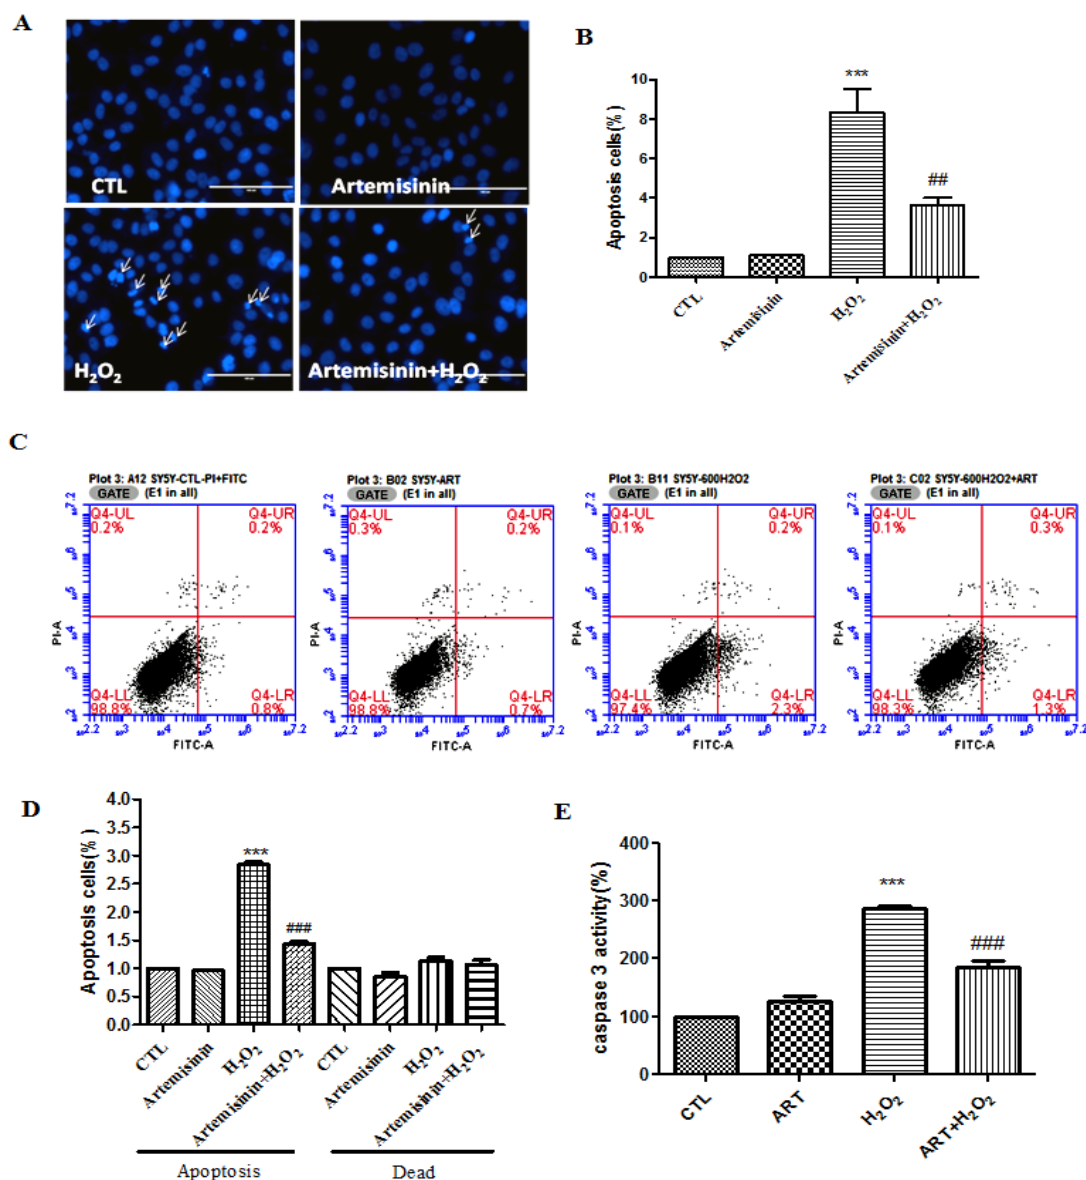 A
CTL
Artemisinin
H₂O₂
Artemisinin+H₂O₂
B
Apoptosis cells(%)
10
8
6
4
2
0
***
##
CTL
Artemisinin
H₂O₂
Artemisinin+H₂O₂
C
Plot 3: A12 SY5Y-CTL-PI+FITC
GATE (E1 in all)
Q4-UL
0.2%
Q4-UR
0.2%
Q4-LL
98.8%
Q4-LR
0.8%
PI-A
FITC-A
Plot 3: B02 SY5Y-ART
GATE (E1 in all)
Q4-UL
0.3%
Q4-UR
0.2%
Q4-LL
98.8%
Q4-LR
0.7%
PI-A
FITC-A
Plot 3: B11 SY5Y-600H2O2
GATE (E1 in all)
Q4-UL
0.1%
Q4-UR
0.2%
Q4-LL
97.4%
Q4-LR
2.3%
PI-A
FITC-A
Plot 3: C02 SY5Y-600H2O2+ART
GATE (E1 in all)
Q4-UL
0.1%
Q4-UR
0.3%
Q4-LL
98.3%
Q4-LR
1.3%
PI-A
FITC-A
D
Apoptosis cells(%)
4.0
3.5
3.0
2.5
1.5
1.0
0.5
0.0
***
###
CTL
Artemisinin
H₂O₂
Artemisinin+H₂O₂
CTL
Artemisinin
H₂O₂
Artemisinin+H₂O₂
Apoptosis
Dead
E
caspase 3 activity(%)
400
300
200
100
0
***
###
CTL
ART
H₂O₂
ART+H₂O₂